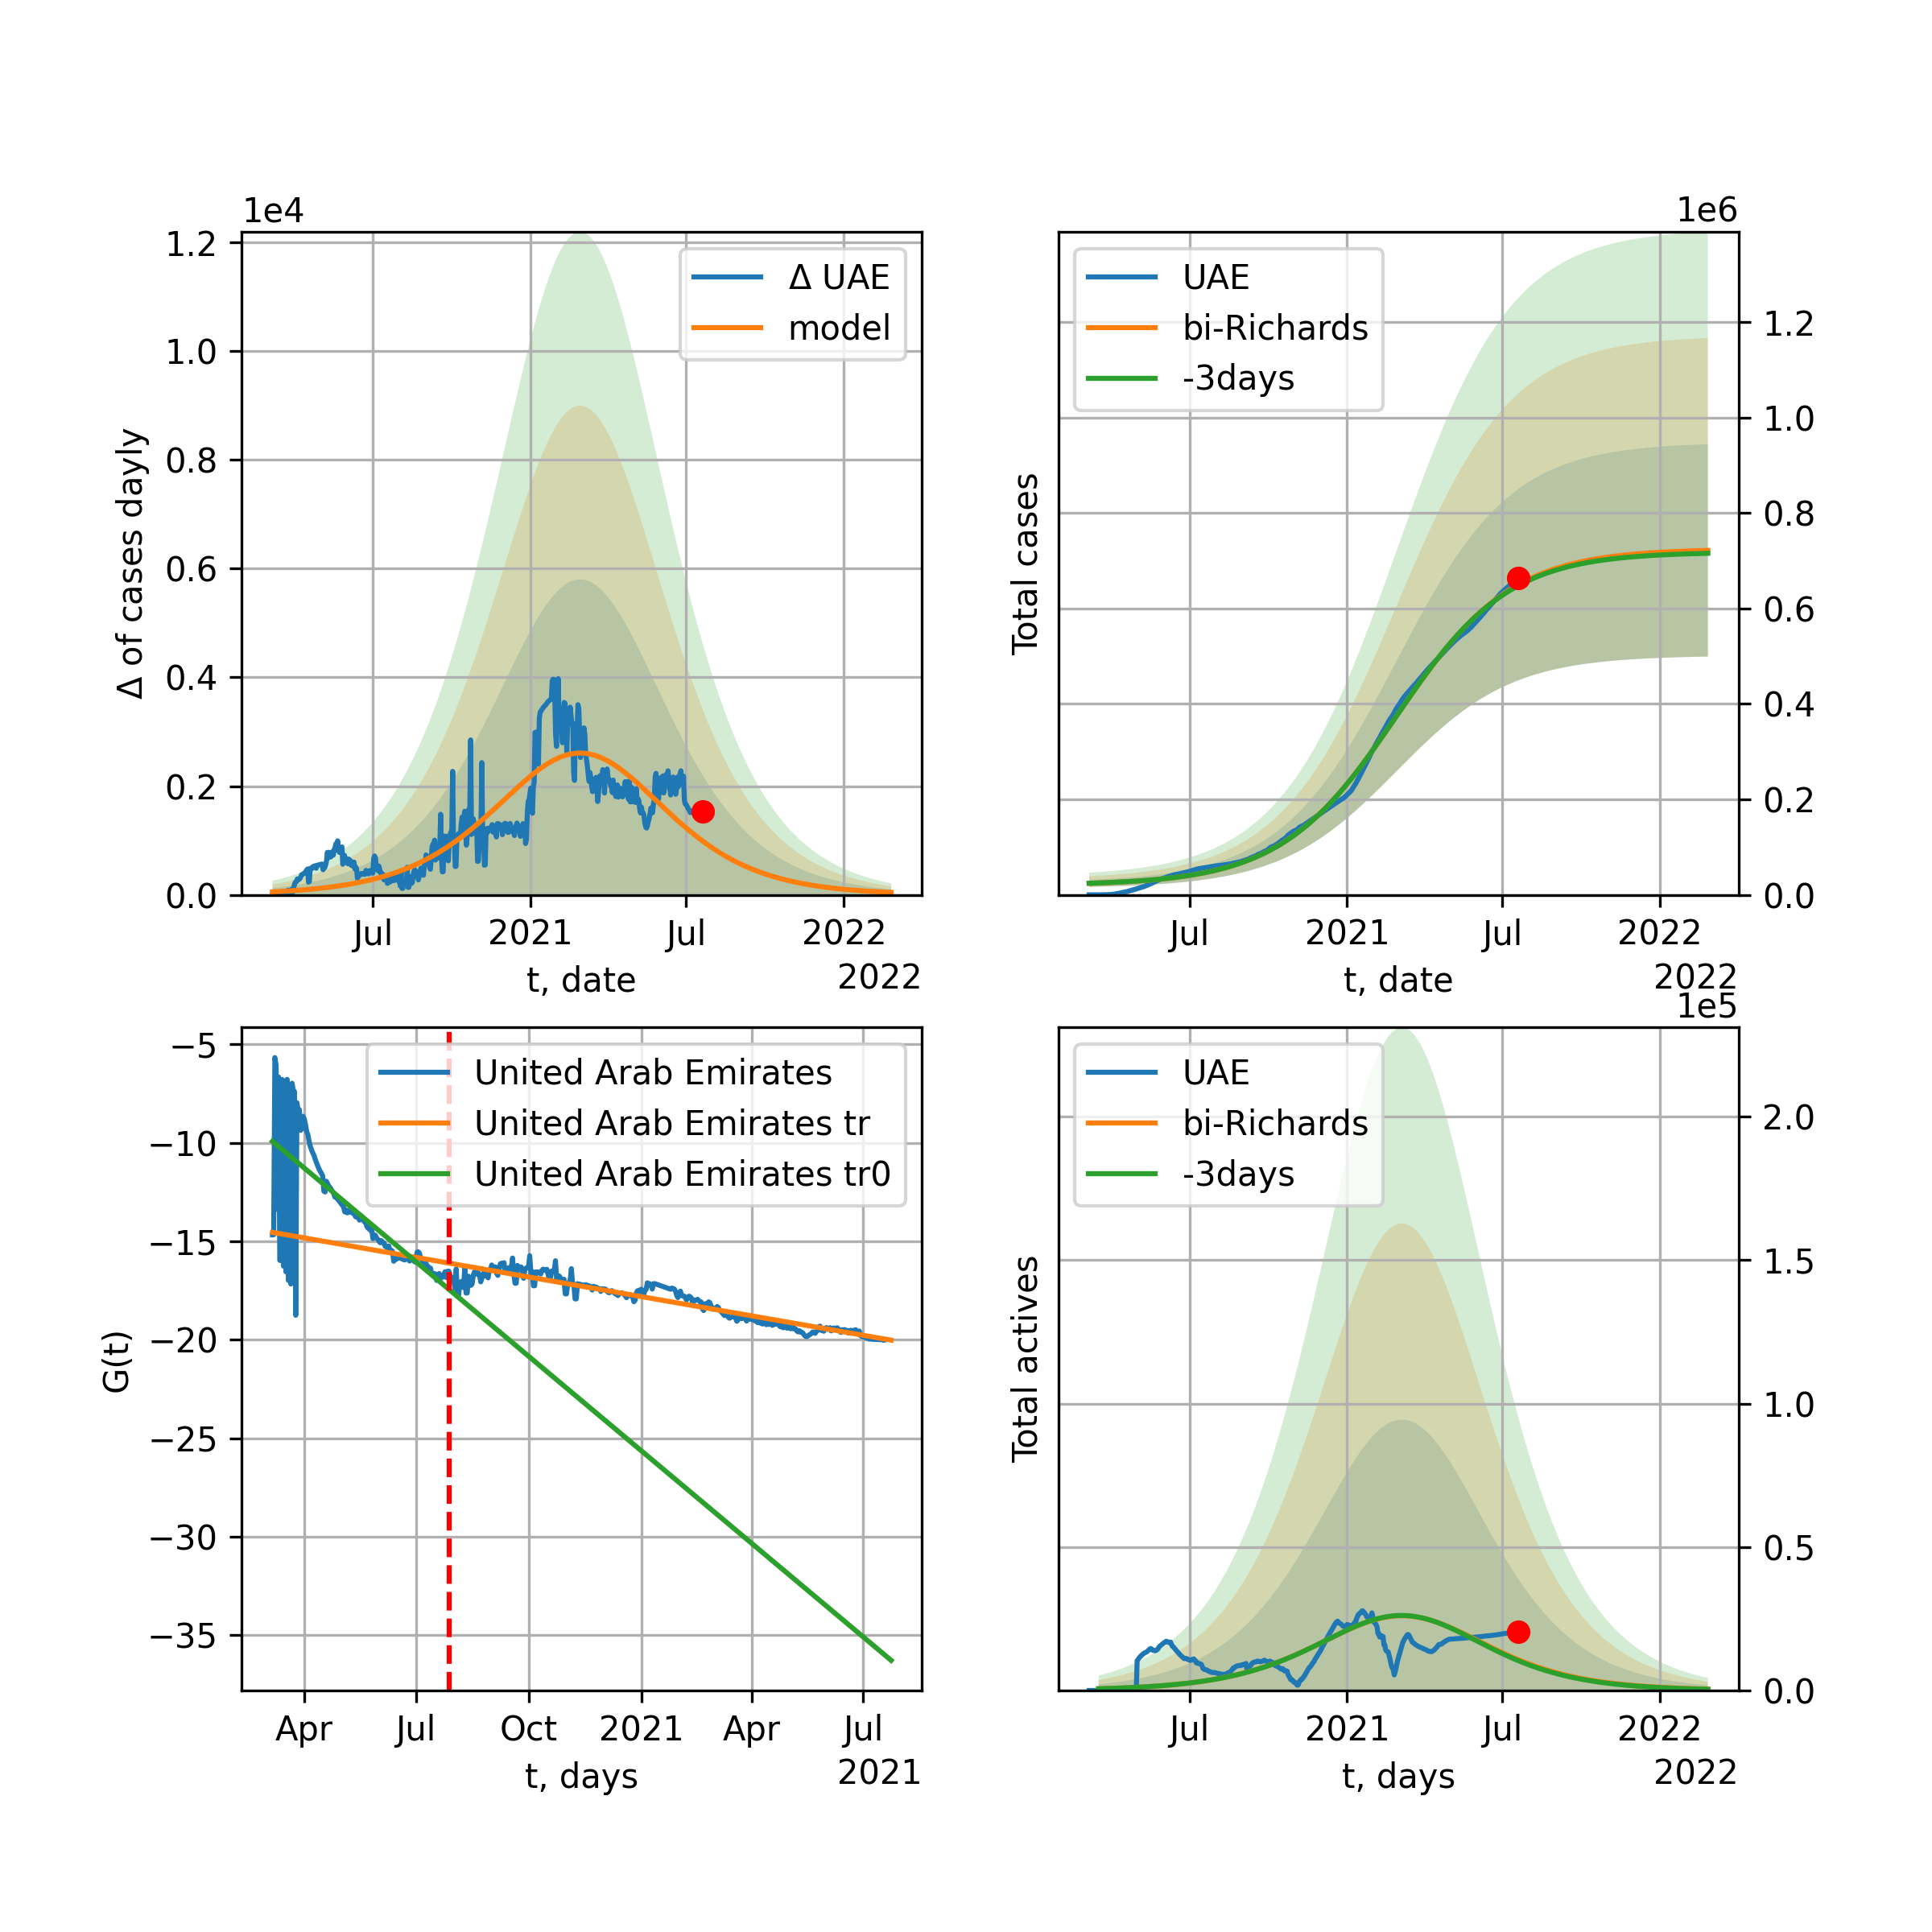 1e4
1.2
1.0
0.8
0.6
0.4
0.2
0.0
Δ of cases dayly
Δ UAE
model
Jul
2021
Jul
2022
t, date
2022
1e6
UAE
bi-Richards
-3days
Total cases
1.2
1.0
0.8
0.6
0.4
0.2
0.0
Jul
2021
Jul
2022
t, date
2022
−5
−10
−15
−20
−25
−30
−35
G(t)
United Arab Emirates
United Arab Emirates tr
United Arab Emirates tr0
Apr
Jul
Oct
2021
Apr
Jul
t, days
2021
1e5
UAE
bi-Richards
-3days
Total actives
2.0
1.5
1.0
0.5
0.0
Jul
2021
Jul
2022
t, days
2022